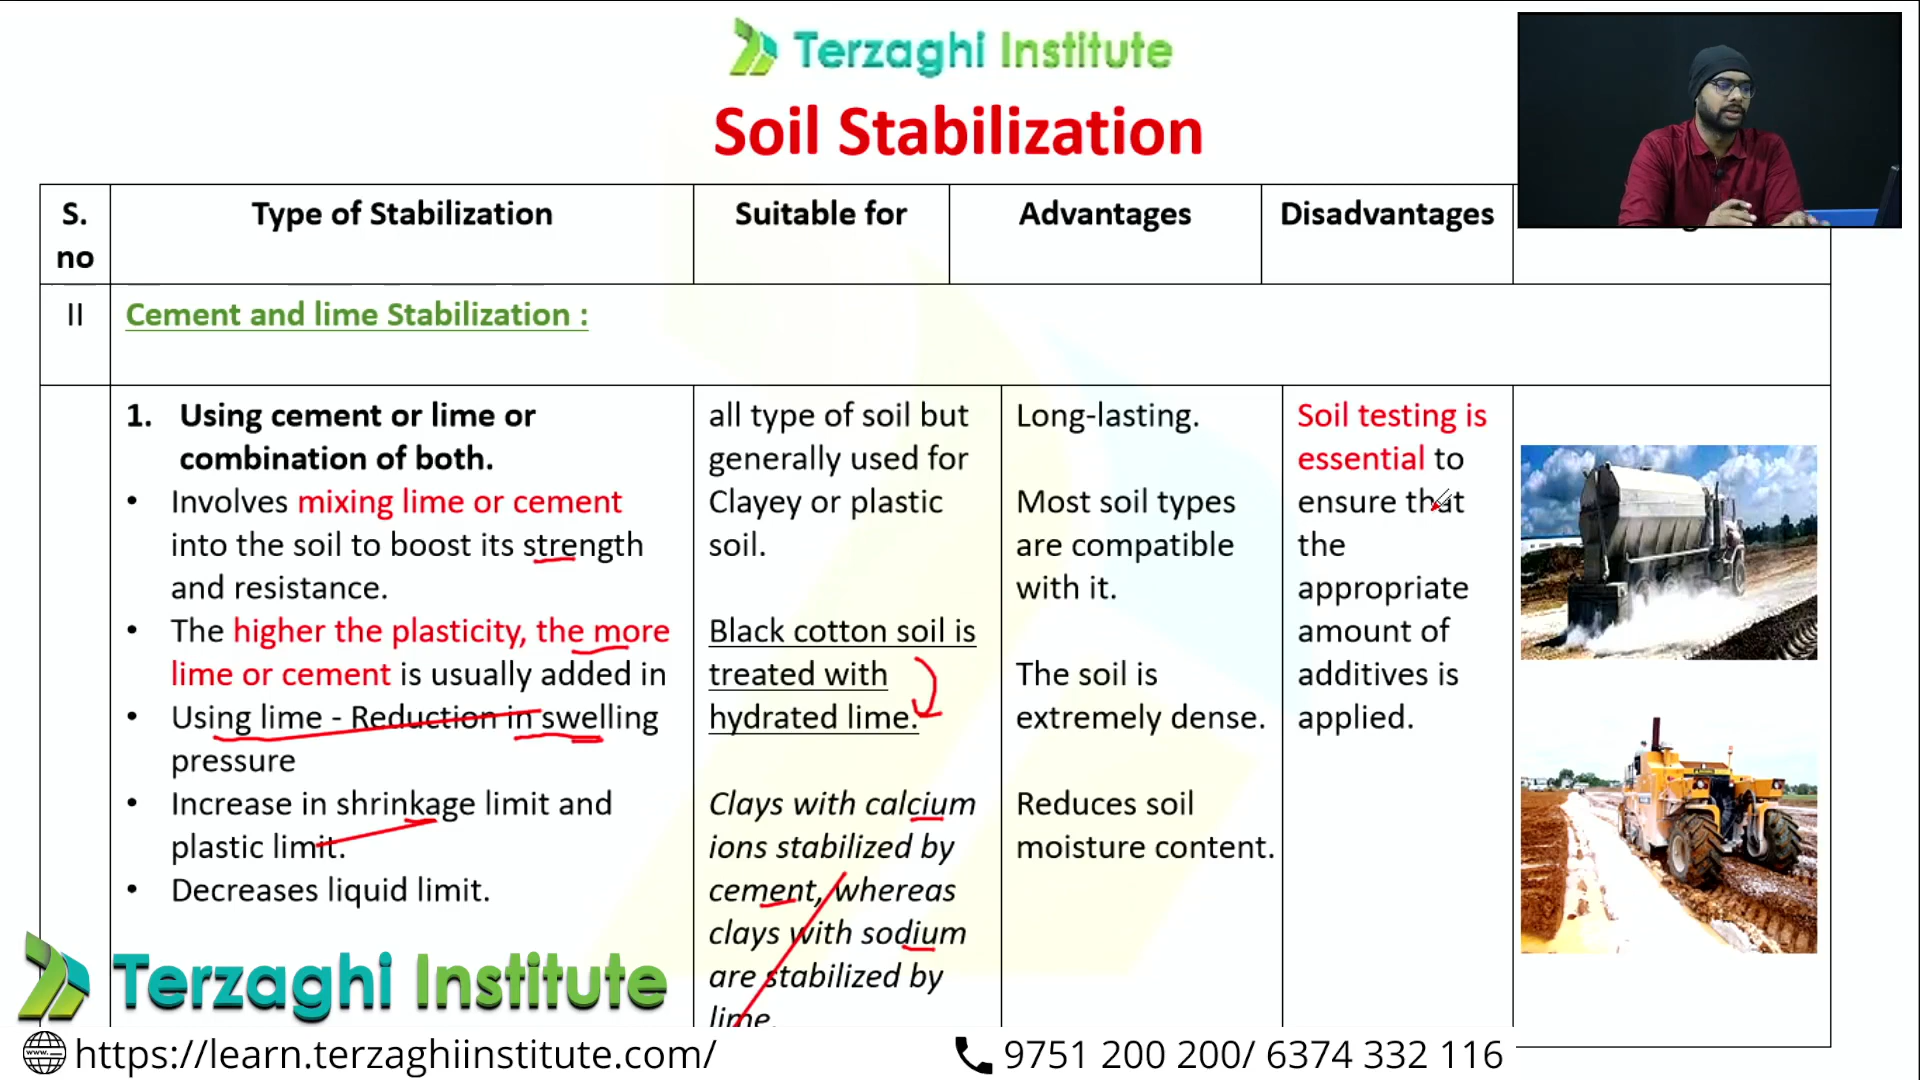 Terzaghi Institute
Soil Stabilization
S.
no
Type of Stabilization
Suitable for
Advantages
Disadvantages
II
Cement and lime Stabilization :
1. Using cement or lime or
combination of both.
• Involves mixing lime or cement
into the soil to boost its strength
and resistance.
• The higher the plasticity, the more
lime or cement is usually added in
• Using lime - Reduction in swelling
pressure
• Increase in shrinkage limit and
plastic limit.
• Decreases liquid limit.
all type of soil but
generally used for
Clayey or plastic
soil.
Black cotton soil is
treated with
hydrated lime.
Clays with calcium
ions stabilized by
cement, whereas
clays with sodium
are stabilized by
lime.
Long-lasting.
Most soil types
are compatible
with it.
The soil is
extremely dense.
Reduces soil
moisture content.
Soil testing is
essential to
ensure that
the
appropriate
amount of
additives is
applied.
Terzaghi Institute
https://learn.terzaghiinstitute.com/
9751 200 200/ 6374 332 116